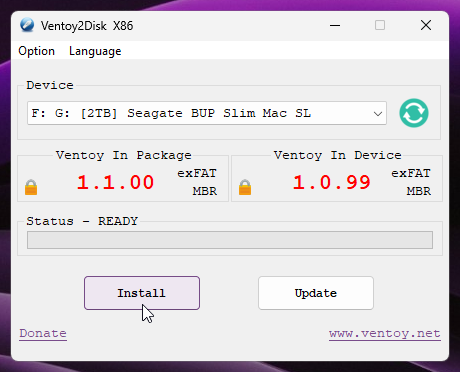 Ventoy2Disk X86
Option Language
Device
F: G: [2TB] Seagate BUP Slim Mac SL
Ventoy In Package
1.1.00
exFAT
MBR
Ventoy In Device
1.0.99
exFAT
MBR
Status - READY
Install
Update
Donate
www.ventoy.net